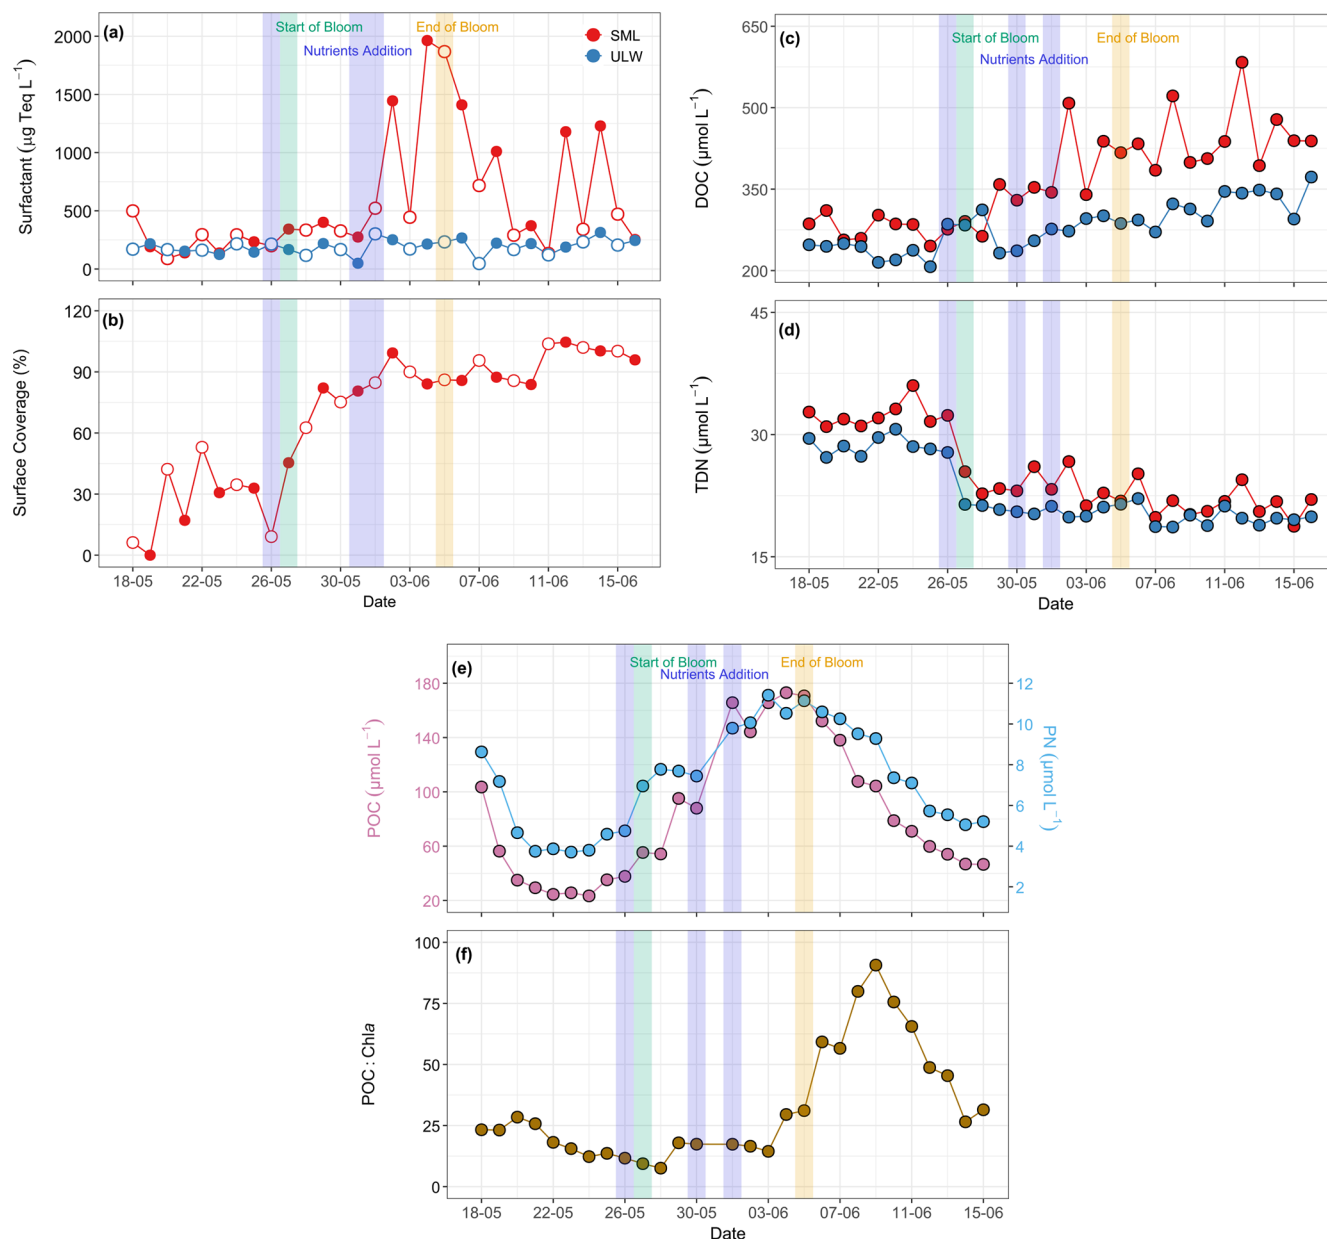 (a)
Start of Bloom
End of Bloom
Nutrients Addition
SML
ULW
Surfactant (µg Teq L⁻¹)
2000
1500
1000
500
0
(b)
Surface Coverage (%)
120
90
60
30
0
18-05 22-05 26-05 30-05 03-06 07-06 11-06 15-06
Date
(c)
Start of Bloom
End of Bloom
Nutrients Addition
DOC (µmol L⁻¹)
650
500
350
200
(d)
TDN (µmol L⁻¹)
45
30
15
18-05 22-05 26-05 30-05 03-06 07-06 11-06 15-06
Date
(e)
Start of Bloom
End of Bloom
Nutrients Addition
POC (µmol L⁻¹)
180
140
100
60
20
PN (µmol L⁻¹)
12
10
8
6
4
2
(f)
POC : Chla
100
75
50
25
0
18-05 22-05 26-05 30-05 03-06 07-06 11-06 15-06
Date